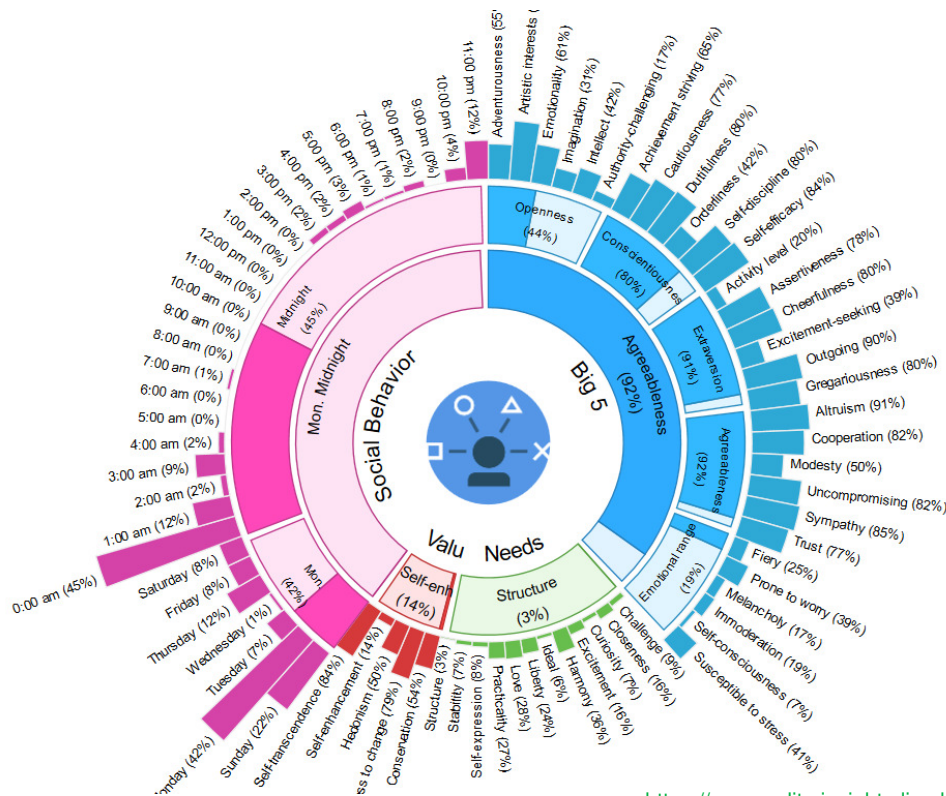 Adventurousness (55
Artistic interests (
Emotionality (61%)
Imagination (31%)
Intellect (42%)
Authority-challenging (17%)
Achievement striving (65%)
Cautiousness (77%)
Dutifulness (80%)
Orderliness (42%)
Self-discipline (80%)
Self-efficacy (84%)
Activity level (20%)
Assertiveness (78%)
Cheerfulness (80%)
Excitement-seeking (39%)
Outgoing (90%)
Gregariousness (80%)
Altruism (91%)
Cooperation (82%)
Modesty (50%)
Uncompromising (82%)
Sympathy (85%)
Trust (77%)
Fiery (25%)
Prone to worry (39%)
Melancholy (17%)
Immoderation (19%)
Self-consciousness (7%)
Susceptible to stress (41%)
Challenge (9%)
Closeness (16%)
Curiosity (7%)
Excitement (16%)
Harmony (36%)
Ideal (6%)
Liberty (24%)
Love (28%)
Practicality (27%)
Self-expression (8%)
Stability (7%)
Structure (3%)
Conservation (54%)
ess to change (79%)
Hedonism (50%)
Self-enhancement (14%)
Self-transcendence (84%)
Sunday (22%)
onday (42%)
Tuesday (7%)
Wednesday (1%)
Thursday (12%)
Friday (8%)
Saturday (8%)
0:00 am (45%)
1:00 am (12%)
2:00 am (2%)
3:00 am (9%)
4:00 am (2%)
5:00 am (0%)
6:00 am (0%)
7:00 am (1%)
8:00 am (0%)
9:00 am (0%)
10:00 am (0%)
11:00 am (0%)
12:00 pm (0%)
1:00 pm (0%)
2:00 pm (0%)
3:00 pm (2%)
4:00 pm (2%)
5:00 pm (3%)
6:00 pm (1%)
7:00 pm (1%)
8:00 pm (2%)
9:00 pm (0%)
10:00 pm (4%)
11:00 pm (12%)
Openness
(44%)
Conscientiousness
(80%)
Extraversion
(91%)
Agreeableness
(92%)
Emotional range
(19%)
Structure
(3%)
Self-enh
(14%)
Mon.
(42%)
Midnight
(45%)
Mon. Midnight
Agreeableness
(92%)
Social Behavior
Big 5
Valu
Needs